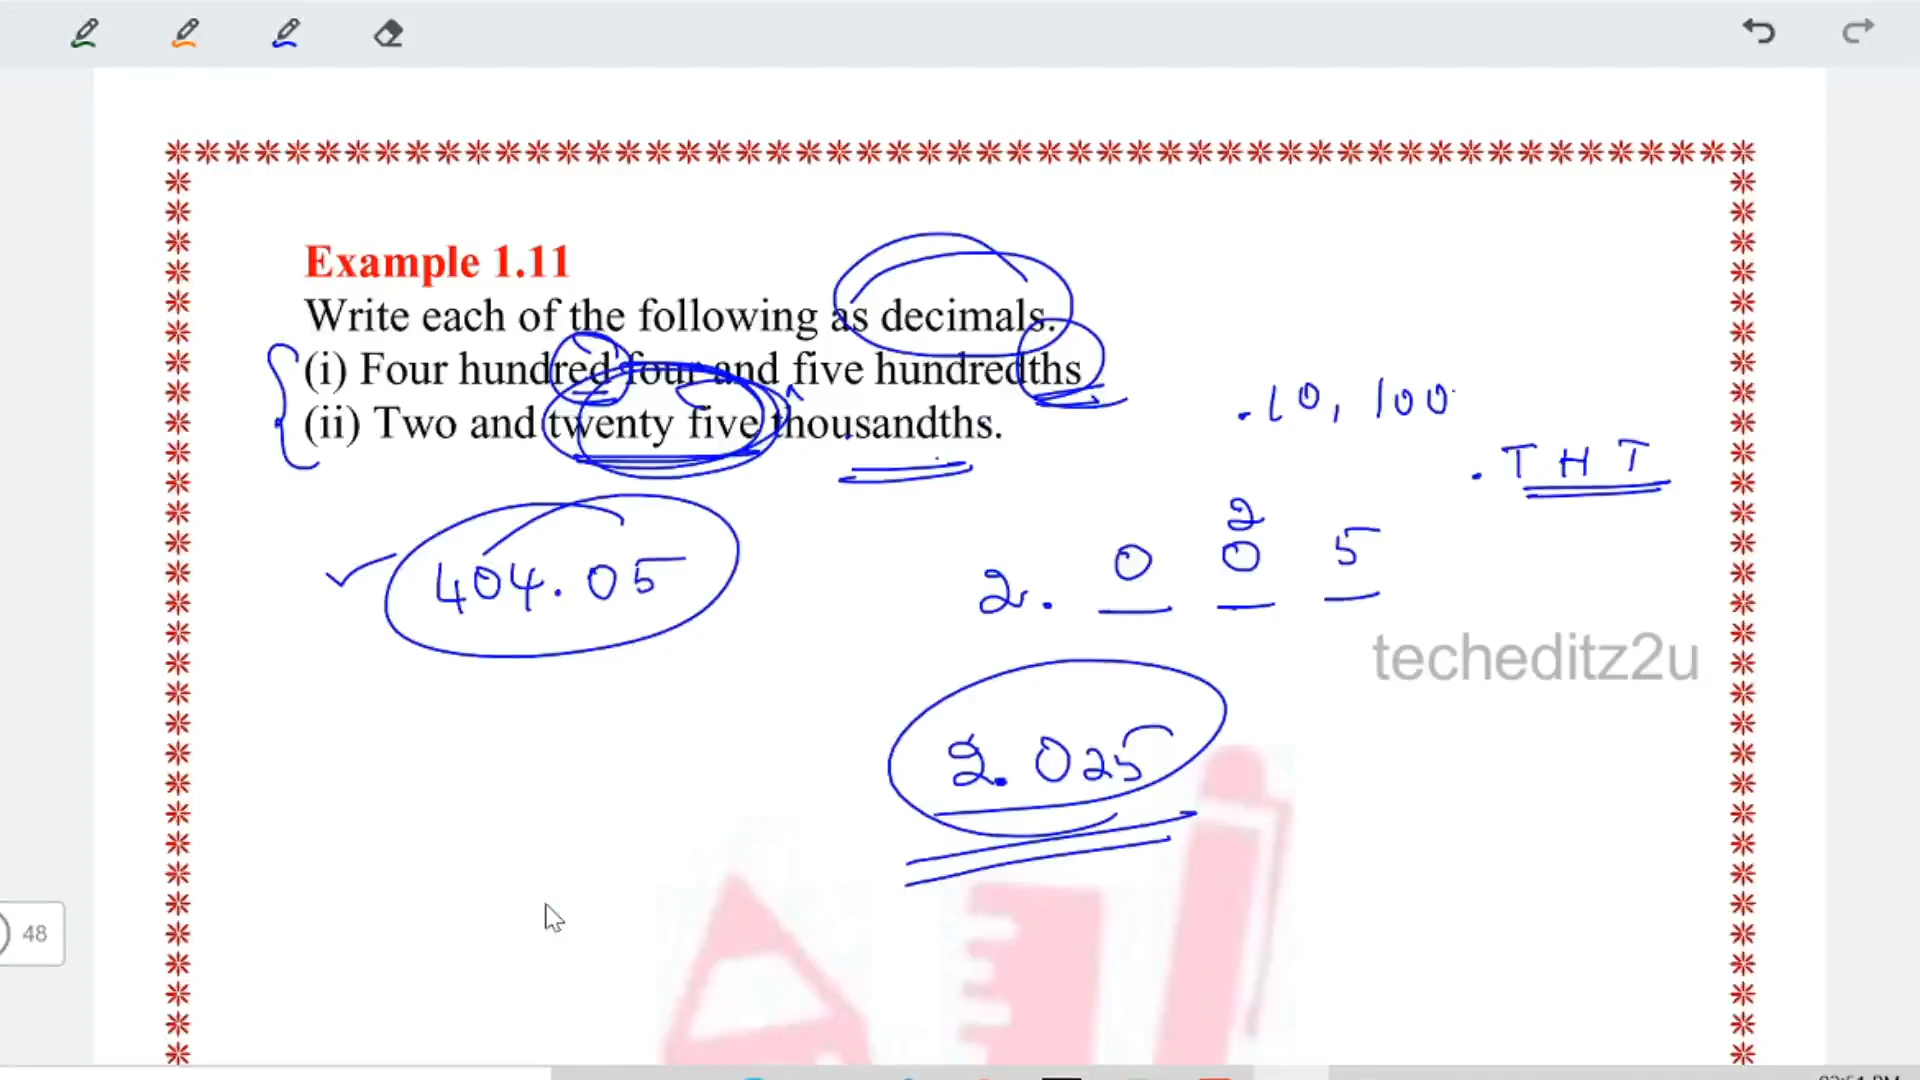 Example 1.11
Write each of the following as decimals.
(i) Four hundred four and five hundredths
(ii) Two and twenty five thousandths.
.10, 100
.T H T
404.05
2
2. 0 0 5
techeditz2u
2.025
48